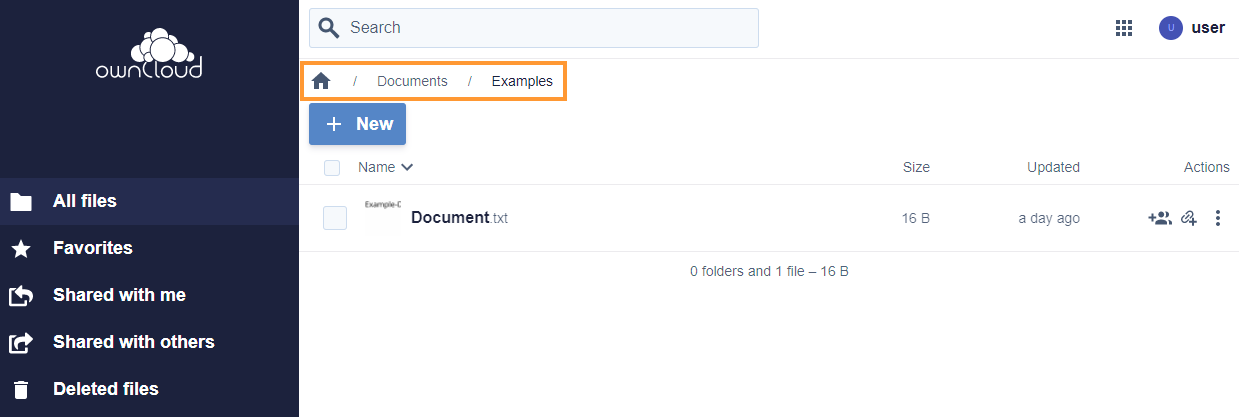 ownCloud
Search
U
user
/ Documents / Examples
+ New
Name Size Updated Actions
All files
Example-D
Document.txt 16 B a day ago
Favorites
0 folders and 1 file – 16 B
Shared with me
Shared with others
Deleted files